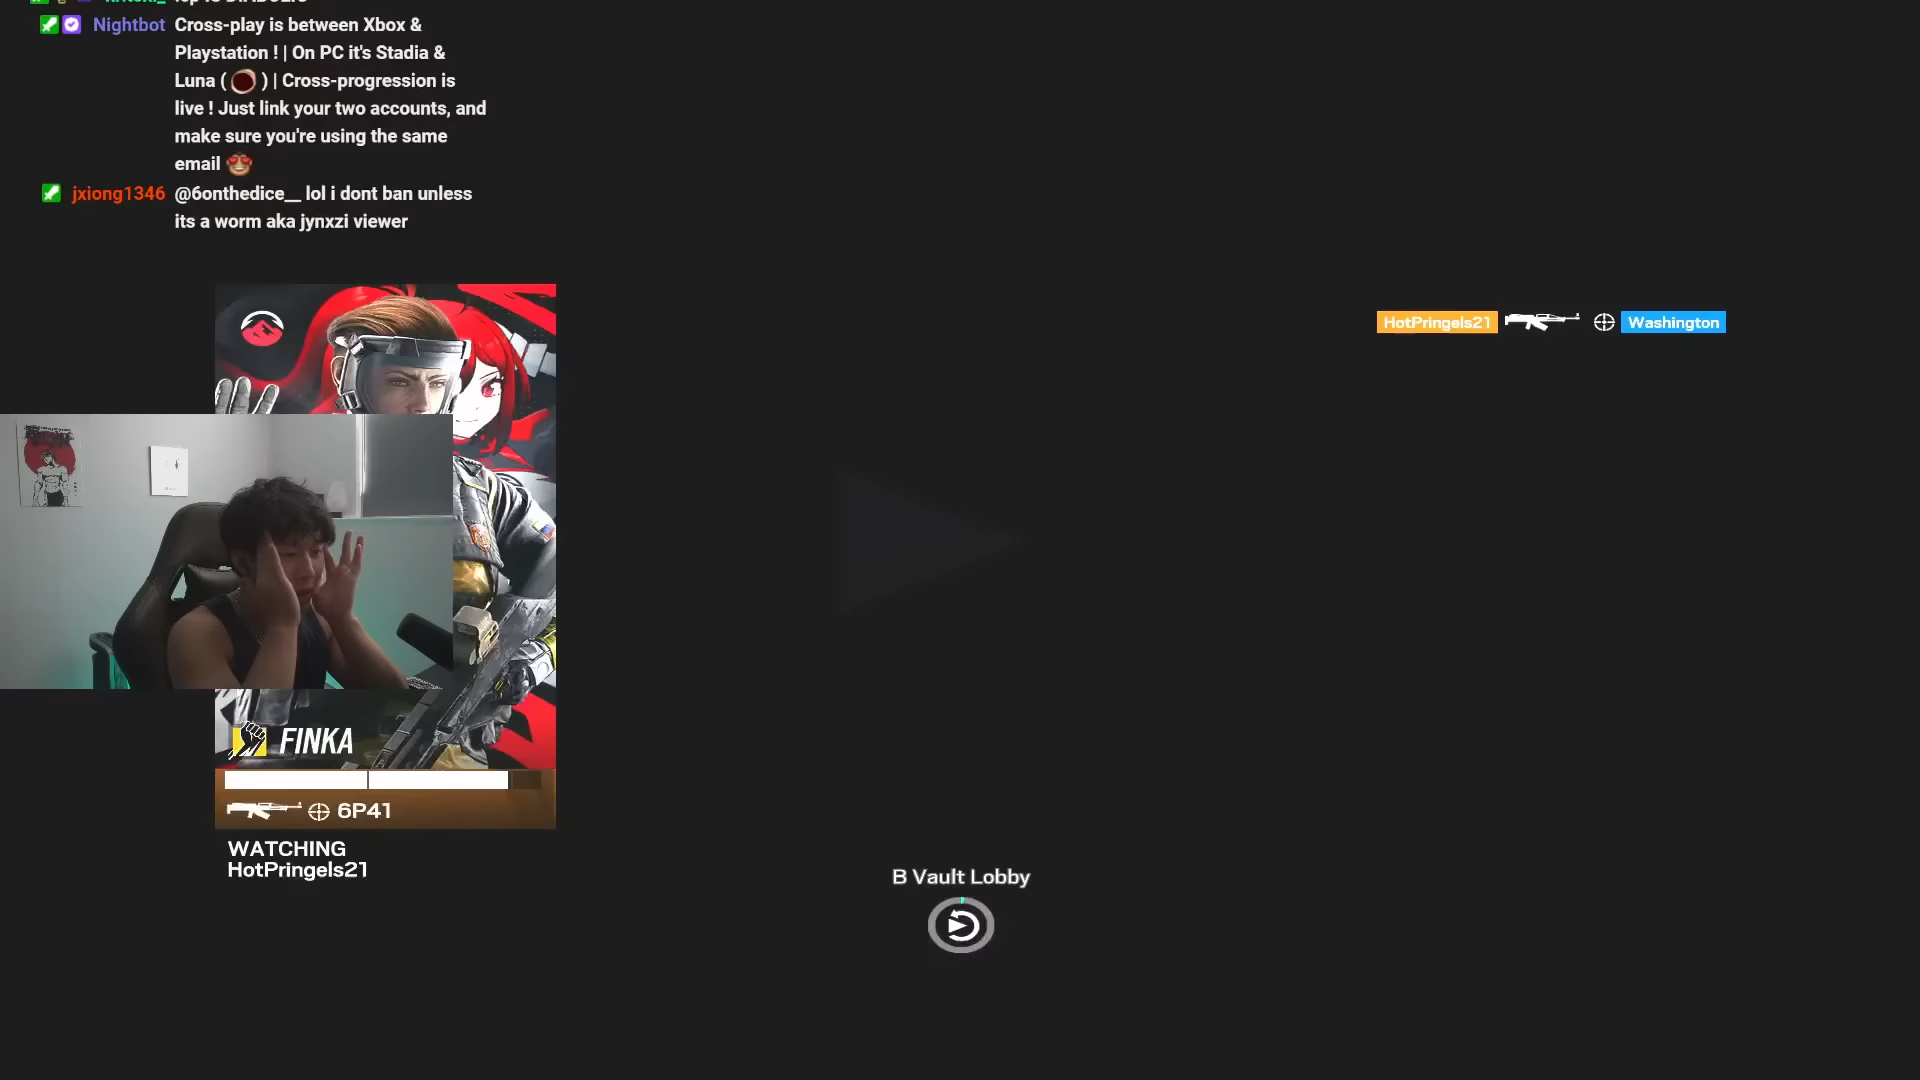 Nightbot Cross-play is between Xbox &
Playstation ! | On PC it's Stadia &
Luna ( ) | Cross-progression is
live ! Just link your two accounts, and
make sure you're using the same
email
jxiong1346 @6onthedice__ lol i dont ban unless
its a worm aka jynxzi viewer
HotPringels21 Washington
FINKA
6P41
WATCHING
HotPringels21
B Vault Lobby